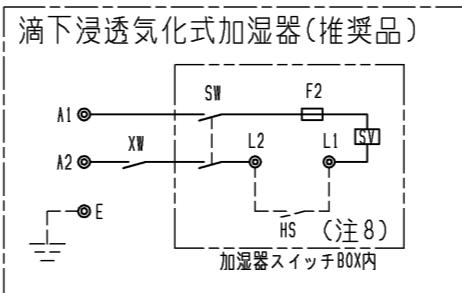 滴下浸透気化式加湿器(推奨品)
SW F2
A1 SV
XW L2 L1
A2
E
HS (注8)
加湿器スイッチBOX内